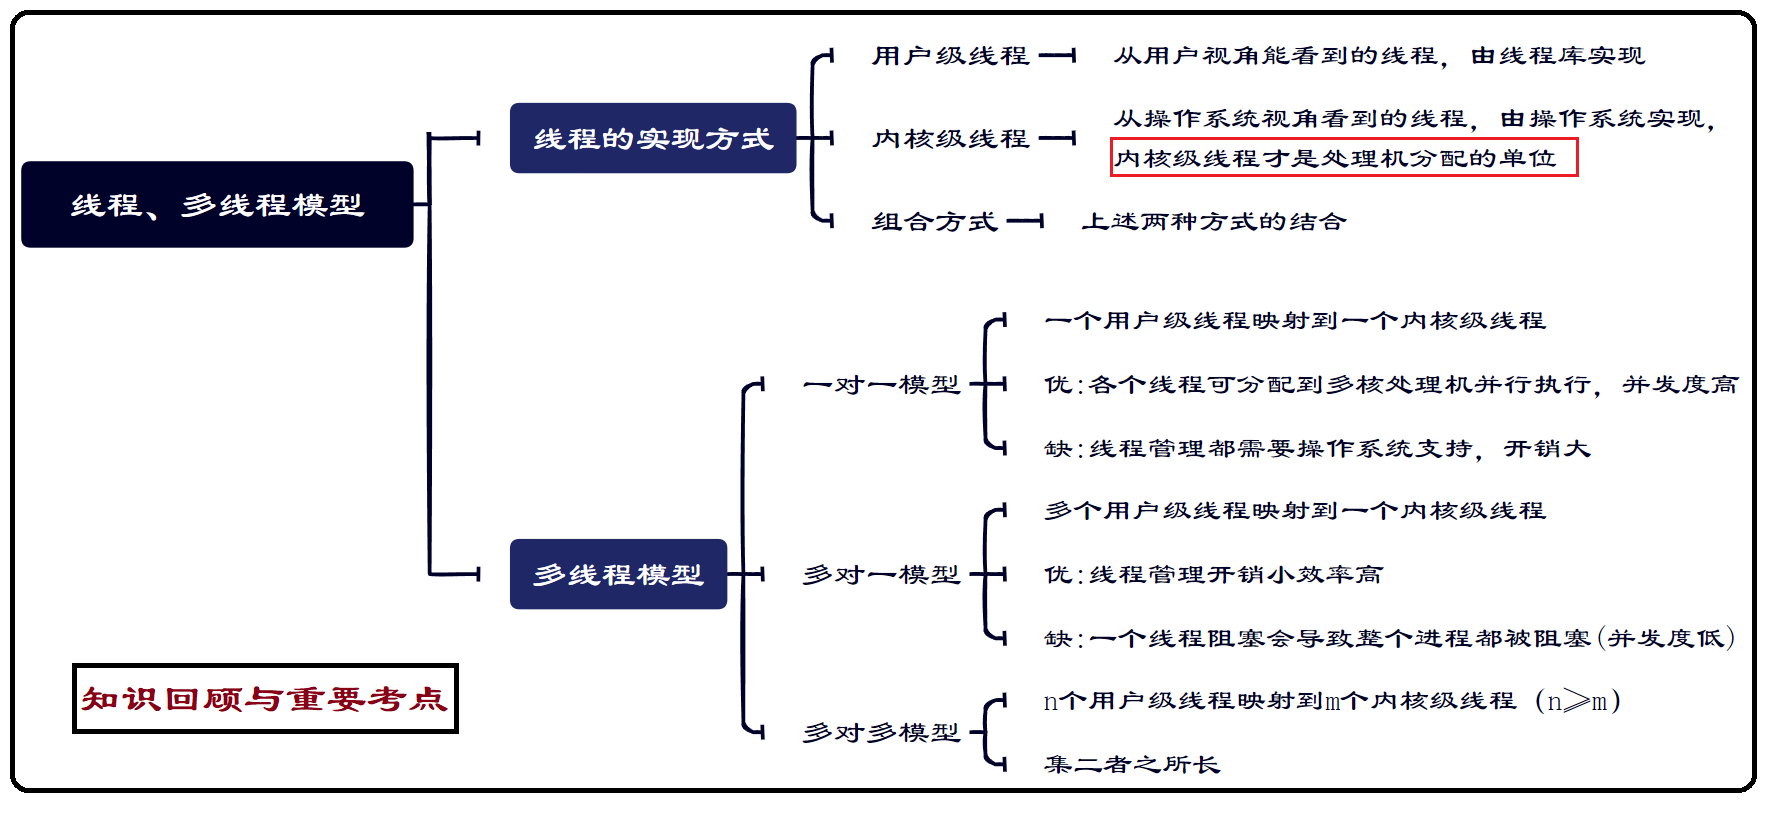 线程、多线程模型
线程的实现方式
用户级线程
从用户视角能看到的线程，由线程库实现
内核级线程
从操作系统视角看到的线程，由操作系统实现，
内核级线程才是处理机分配的单位
组合方式
上述两种方式的结合
多线程模型
一对一模型
一个用户级线程映射到一个内核级线程
优:各个线程可分配到多核处理机并行执行，并发度高
缺:线程管理都需要操作系统支持，开销大
多对一模型
多个用户级线程映射到一个内核级线程
优:线程管理开销小效率高
缺:一个线程阻塞会导致整个进程都被阻塞(并发度低)
多对多模型
n个用户级线程映射到m个内核级线程（n≥m）
集二者之所长
知识回顾与重要考点